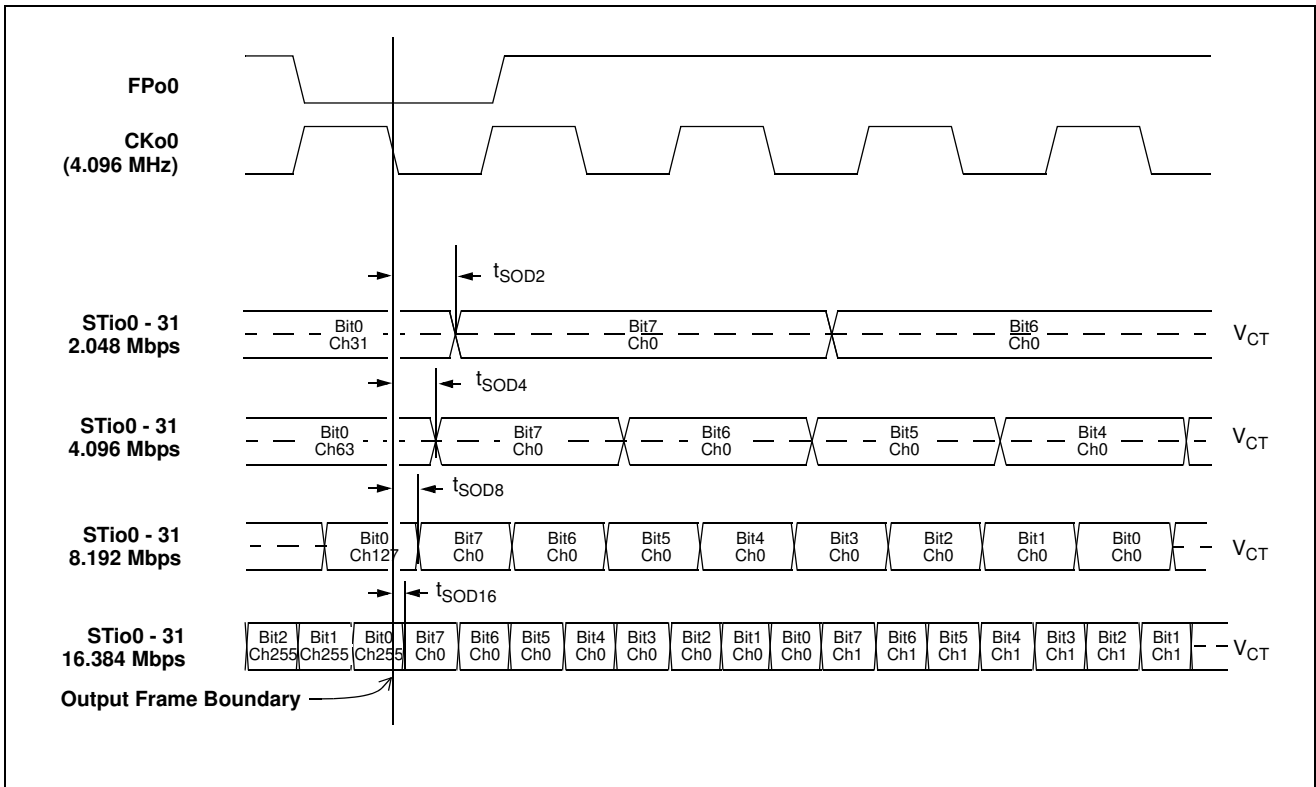 FPo0
CKo0
(4.096 MHz)
tSOD2
STio0 - 31
2.048 Mbps
Bit0
Ch31
Bit7
Ch0
Bit6
Ch0
VCT
tSOD4
STio0 - 31
4.096 Mbps
Bit0
Ch63
Bit7
Ch0
Bit6
Ch0
Bit5
Ch0
Bit4
Ch0
VCT
tSOD8
STio0 - 31
8.192 Mbps
Bit0
Ch127
Bit7
Ch0
Bit6
Ch0
Bit5
Ch0
Bit4
Ch0
Bit3
Ch0
Bit2
Ch0
Bit1
Ch0
Bit0
Ch0
VCT
tSOD16
STio0 - 31
16.384 Mbps
Bit2
Ch255
Bit1
Ch255
Bit0
Ch255
Bit7
Ch0
Bit6
Ch0
Bit5
Ch0
Bit4
Ch0
Bit3
Ch0
Bit2
Ch0
Bit1
Ch0
Bit0
Ch0
Bit7
Ch1
Bit6
Ch1
Bit5
Ch1
Bit4
Ch1
Bit3
Ch1
Bit2
Ch1
Bit1
Ch1
VCT
Output Frame Boundary